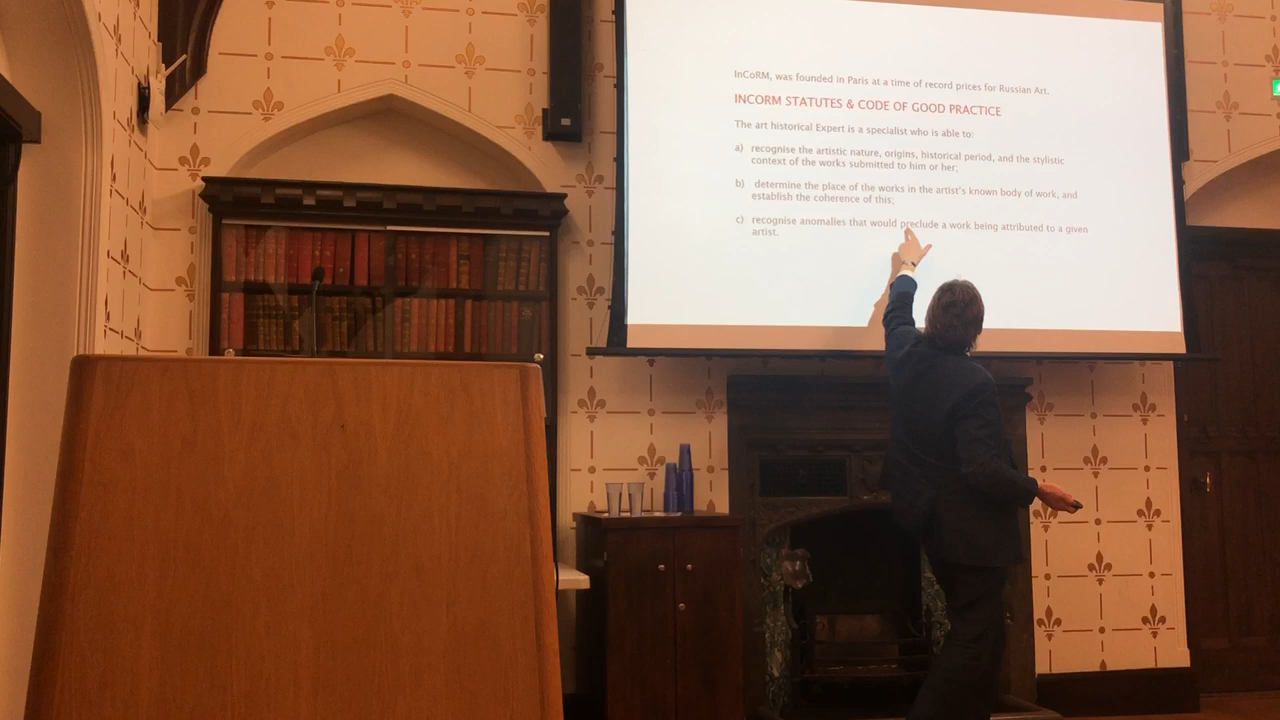 InCoRM, was founded in Paris at a time of record prices for Russian Art.
INCORM STATUTES & CODE OF GOOD PRACTICE
The art historical Expert is a specialist who is able to:
a) recognise the artistic nature, origins, historical period, and the stylistic
context of the works submitted to him or her;
b) determine the place of the works in the artist's known body of work, and
establish the coherence of this;
c) recognise anomalies that would preclude a work being attributed to a given
artist.